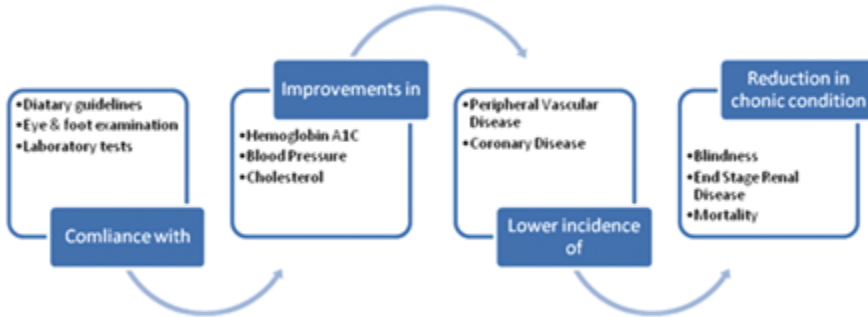 •Diatary guidelines
•Eye & foot examination
•Laboratory tests
Comliance with
Improvements in
•Hemoglobin A1C
•Blood Pressure
•Cholesterol
•Peripheral Vascular
Disease
•Coronary Disease
Lower incidence
of
Reduction in
chonic condition
•Blindness
•End Stage Renal
Disease
•Mortality